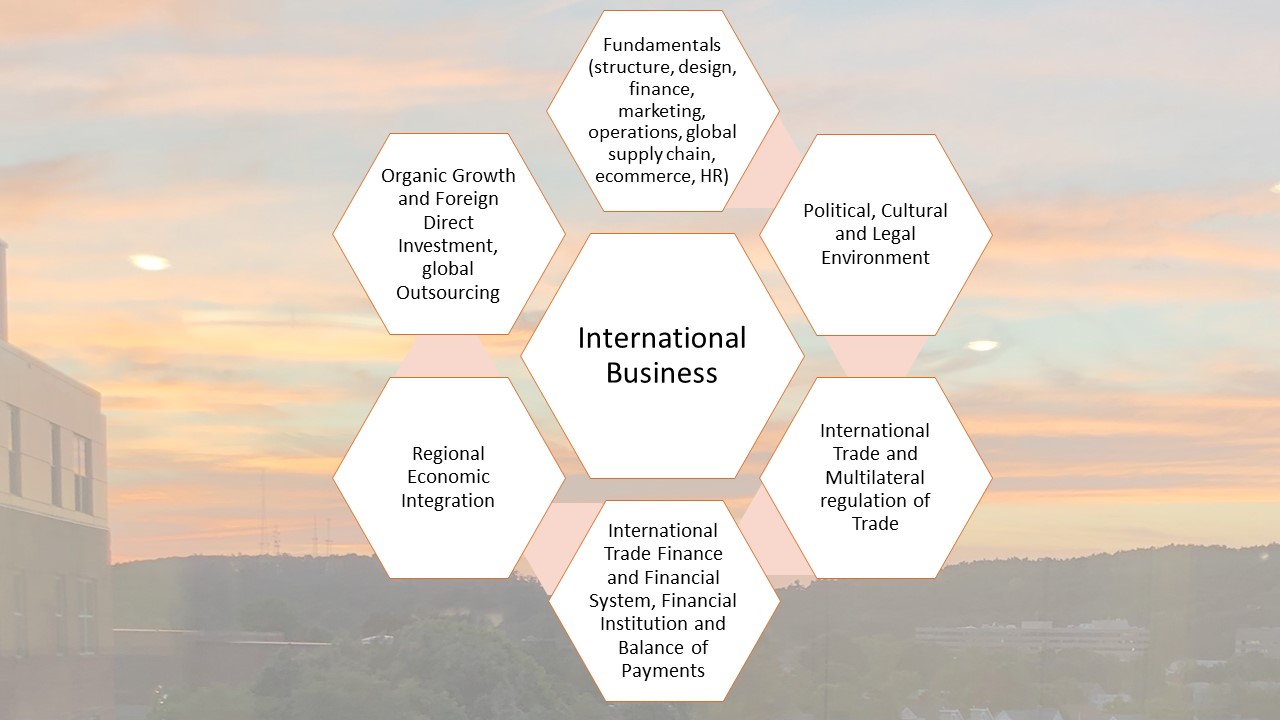 Fundamentals
(structure, design,
finance,
marketing,
operations, global
supply chain,
ecommerce, HR)
Political, Cultural
and Legal
Environment
International
Trade and
Multilateral
regulation of
Trade
International
Trade Finance
and Financial
System, Financial
Institution and
Balance of
Payments
Regional
Economic
Integration
Organic Growth
and Foreign
Direct
Investment,
global
Outsourcing
International
Business